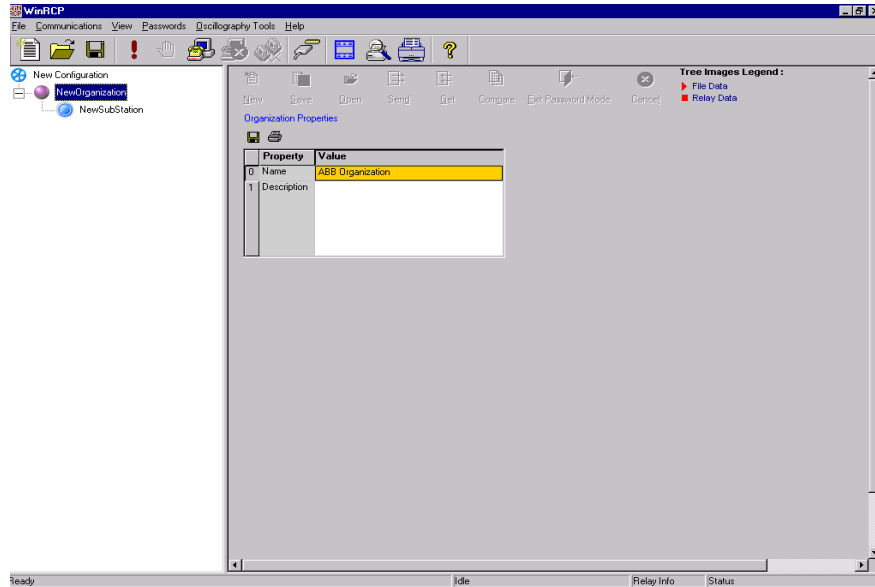 WinRCP
File Communications View Passwords Oscillography Tools Help
New Configuration
NewOrganization
NewSubStation
New Save Open Send Get Compare Exit Password Mode Cancel
Tree Images Legend :
File Data
Relay Data
Organization Properties
Property Value
0 Name ABB Organization
1 Description
Ready Idle Relay Info Status